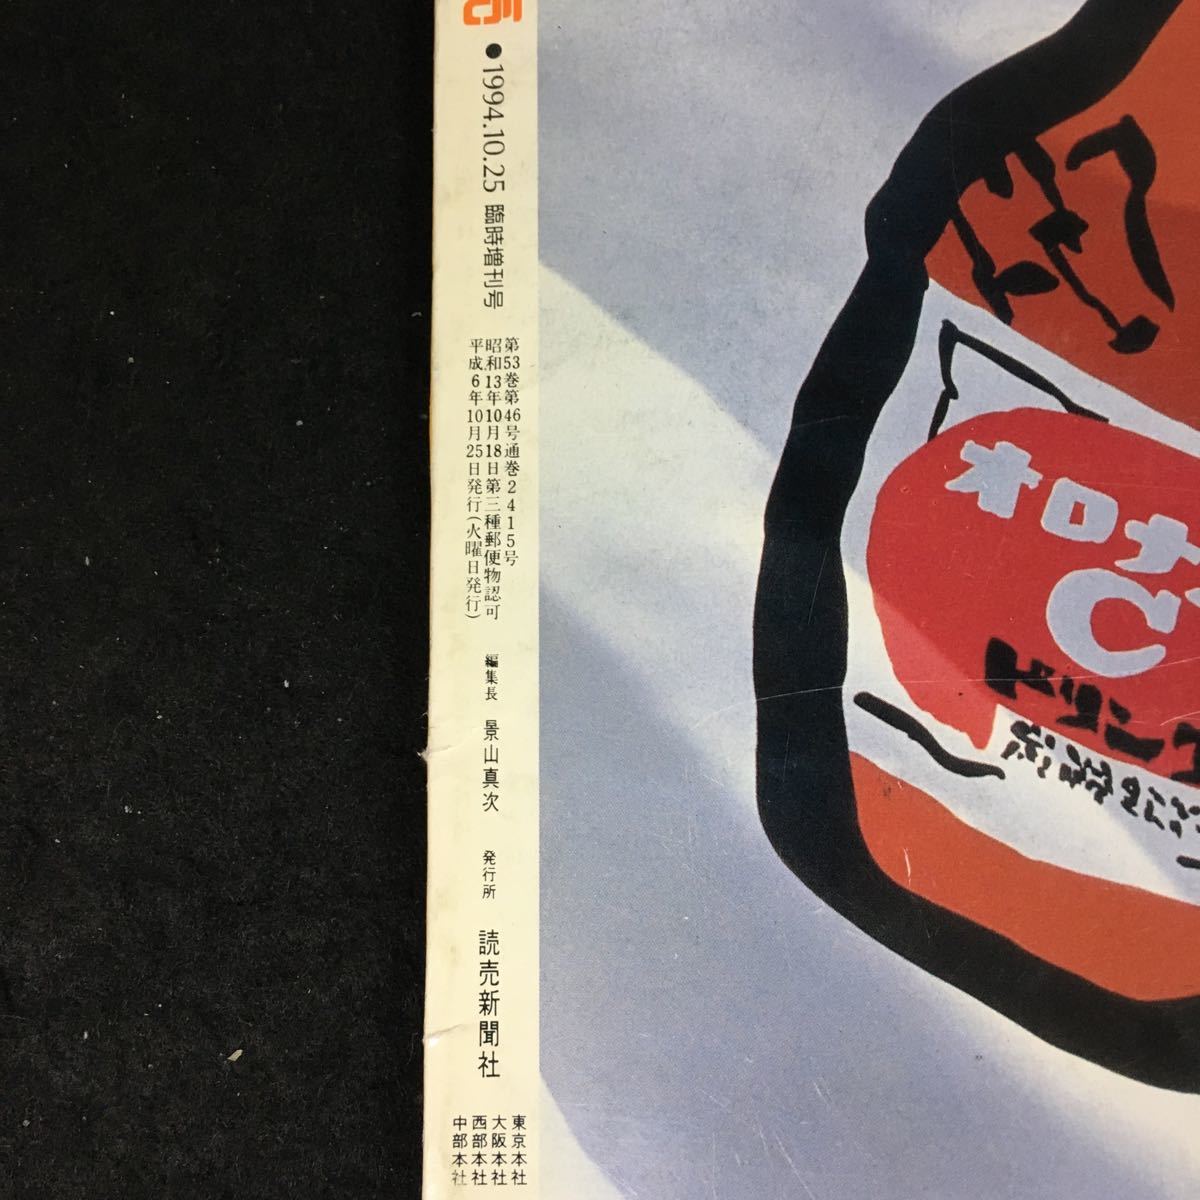 ●1994.10.25 臨時増刊号
第53巻第46号通巻2415号
昭和13年10月18日第三種郵便物認可
平成6年10月25日発行(火曜日発行)
編集長 景山真次
発行所 読売新聞社
東京本社
大阪本社
西部本社
中部本社
オロナ
C
ドリンク